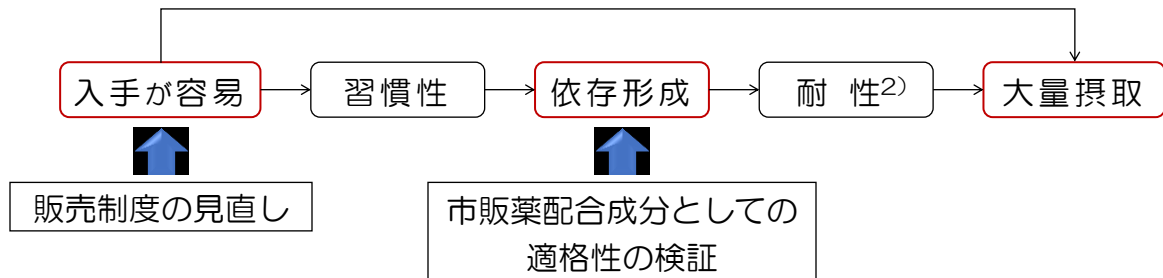 入手が容易
習慣性
依存形成
耐 性2)
大量摂取
販売制度の見直し
市販薬配合成分としての
適格性の検証